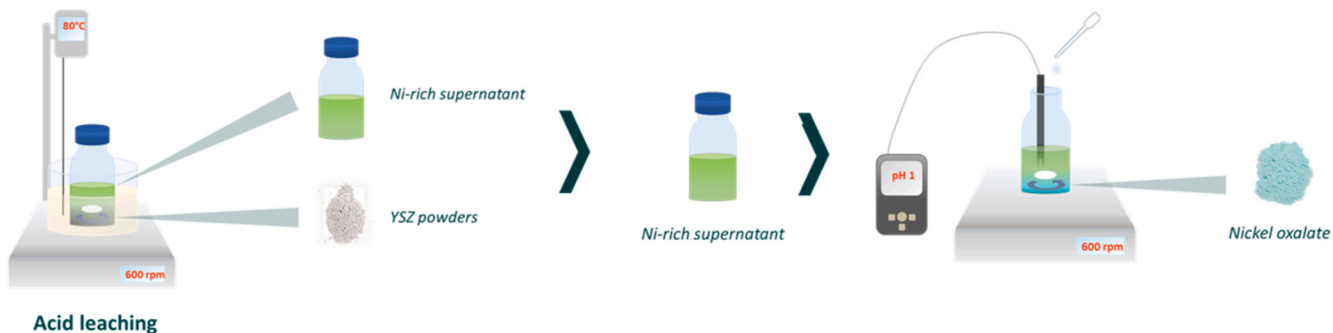 80°C
Ni-rich supernatant
YSZ powders
600 rpm
Acid leaching
Ni-rich supernatant
pH 1
600 rpm
Nickel oxalate